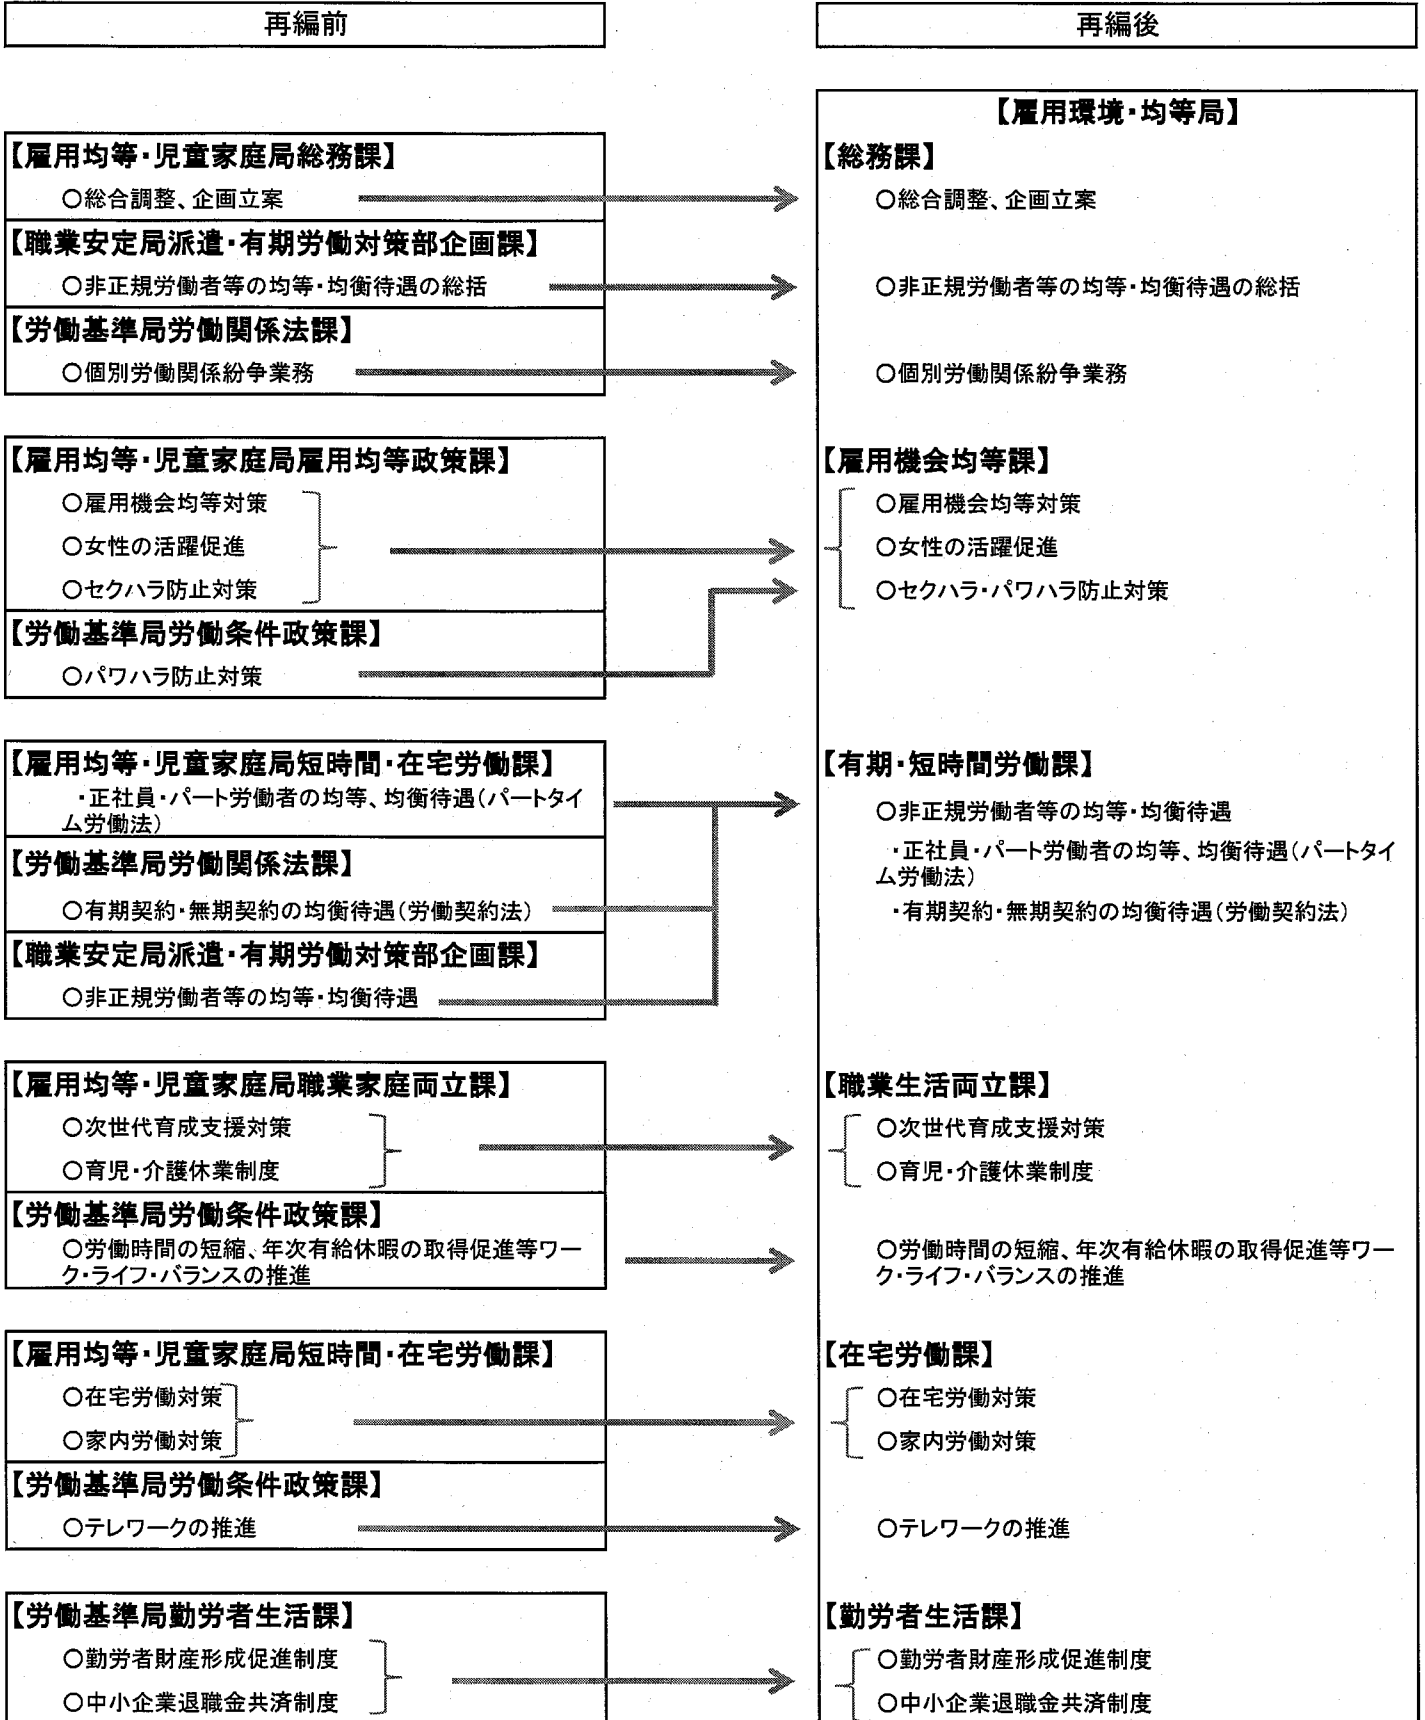 再編前
再編後
【雇用環境・均等局】
【雇用均等・児童家庭局総務課】
○総合調整、企画立案
【職業安定局派遣・有期労働対策部企画課】
○非正規労働者等の均等・均衡待遇の総括
【労働基準局労働関係法課】
○個別労働関係紛争業務
【総務課】
○総合調整、企画立案
○非正規労働者等の均等・均衡待遇の総括
○個別労働関係紛争業務
【雇用均等・児童家庭局雇用均等政策課】
○雇用機会均等対策
○女性の活躍促進
○セクハラ防止対策
【労働基準局労働条件政策課】
○パワハラ防止対策
【雇用機会均等課】
○雇用機会均等対策
○女性の活躍促進
○セクハラ・パワハラ防止対策
【雇用均等・児童家庭局短時間・在宅労働課】
・正社員・パート労働者の均等、均衡待遇(パートタイ
ム労働法)
【労働基準局労働関係法課】
○有期契約・無期契約の均衡待遇(労働契約法)
【職業安定局派遣・有期労働対策部企画課】
○非正規労働者等の均等・均衡待遇
【有期・短時間労働課】
○非正規労働者等の均等・均衡待遇
・正社員・パート労働者の均等、均衡待遇(パートタイ
ム労働法)
・有期契約・無期契約の均衡待遇(労働契約法)
【雇用均等・児童家庭局職業家庭両立課】
○次世代育成支援対策
○育児・介護休業制度
【労働基準局労働条件政策課】
○労働時間の短縮、年次有給休暇の取得促進等ワー
ク・ライフ・バランスの推進
【職業生活両立課】
○次世代育成支援対策
○育児・介護休業制度
○労働時間の短縮、年次有給休暇の取得促進等ワー
ク・ライフ・バランスの推進
【雇用均等・児童家庭局短時間・在宅労働課】
○在宅労働対策
○家内労働対策
【労働基準局労働条件政策課】
○テレワークの推進
【在宅労働課】
○在宅労働対策
○家内労働対策
○テレワークの推進
【労働基準局勤労者生活課】
○勤労者財産形成促進制度
○中小企業退職金共済制度
【勤労者生活課】
○勤労者財産形成促進制度
○中小企業退職金共済制度